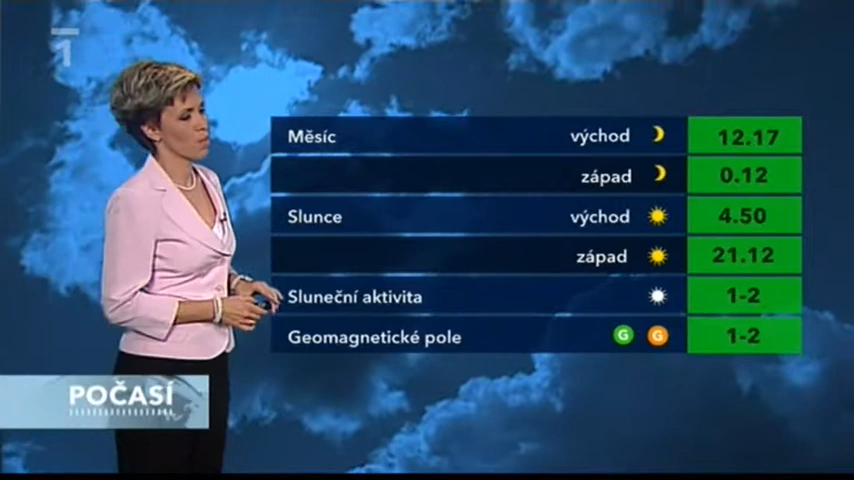 1
Měsíc východ 12.17
západ 0.12
Slunce východ 4.50
západ 21.12
Sluneční aktivita 1-2
Geomagnetické pole G G 1-2
POČASÍ